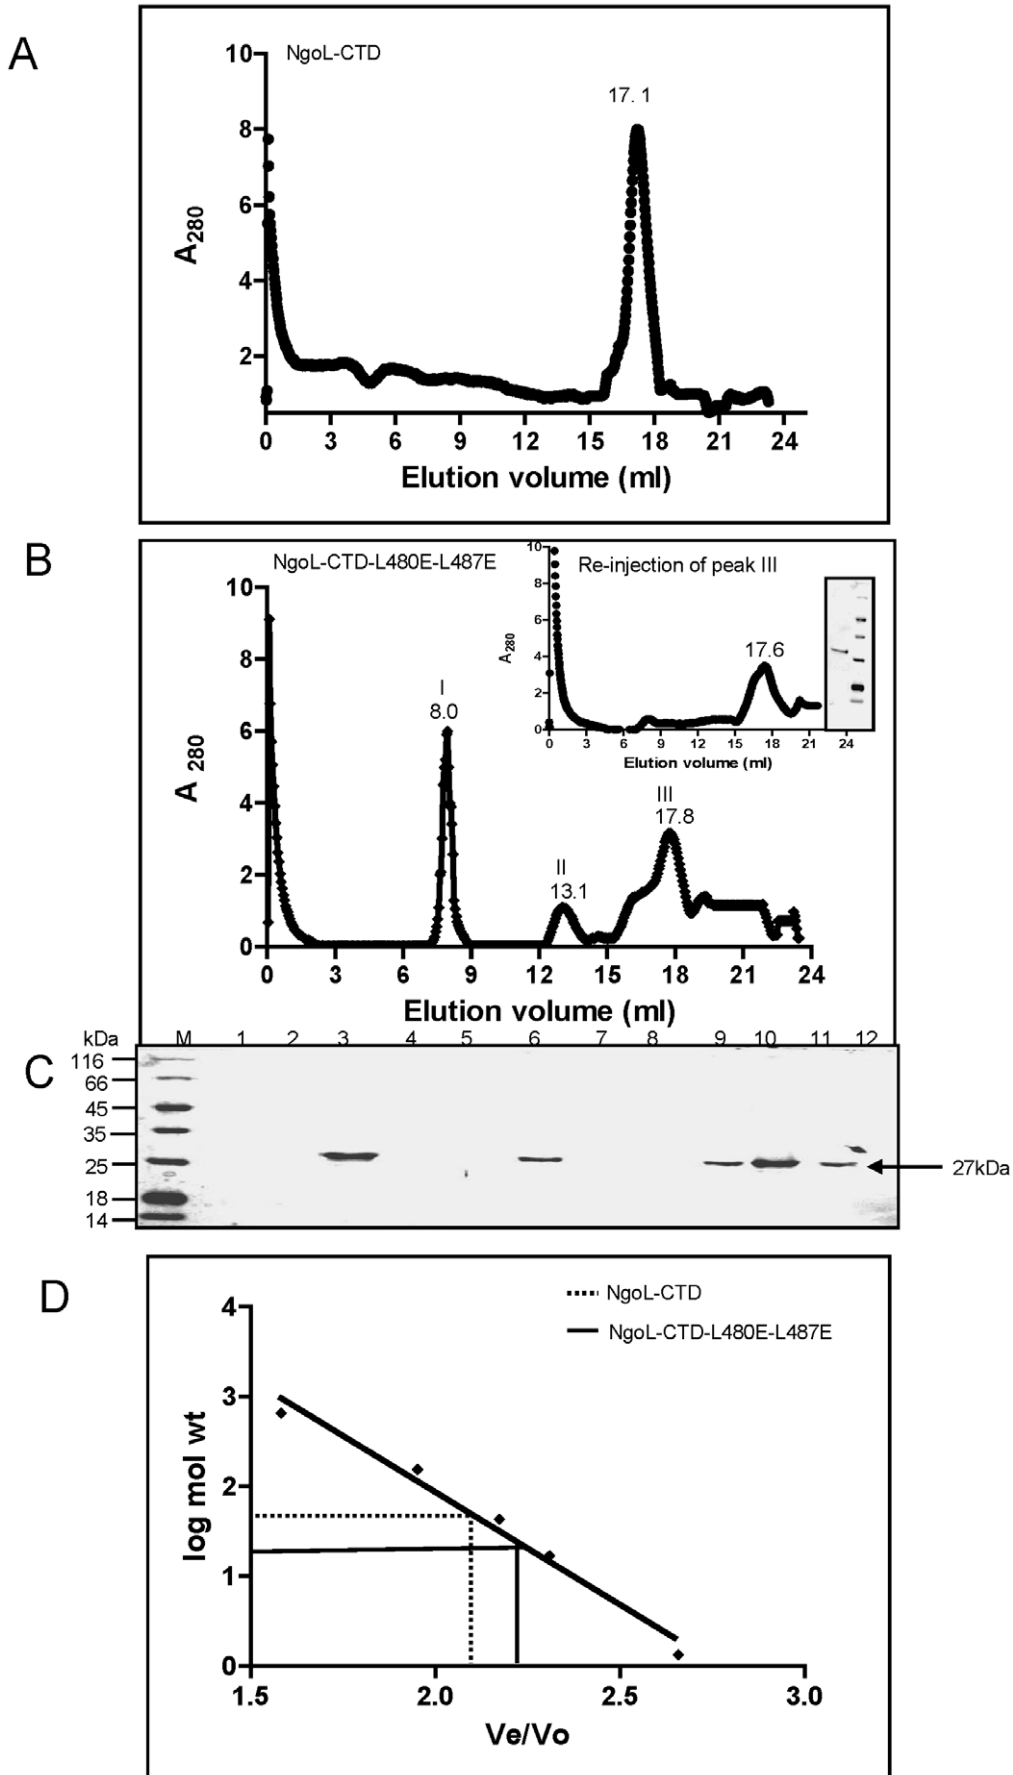 A
NgoL-CTD
17. 1
10
8
6
4
2
A280
0 3 6 9 12 15 18 21 24
Elution volume (ml)
B
NgoL-CTD-L480E-L487E
10
8
6
4
2
0
A 280
I
8.0
II
13.1
III
17.8
0 3 6 9 12 15 18 21 24
Elution volume (ml)
Re-injection of peak III
10
8
6
4
2
0
A280
17.6
0 3 6 9 12 15 18 21 24
Elution volume (ml)
C
kDa M 1 2 3 4 5 6 7 8 9 10 11 12
116
66
45
35
25
18
14
27kDa
D
NgoL-CTD
NgoL-CTD-L480E-L487E
4
3
2
1
0
log mol wt
1.5 2.0 2.5 3.0
Ve/Vo